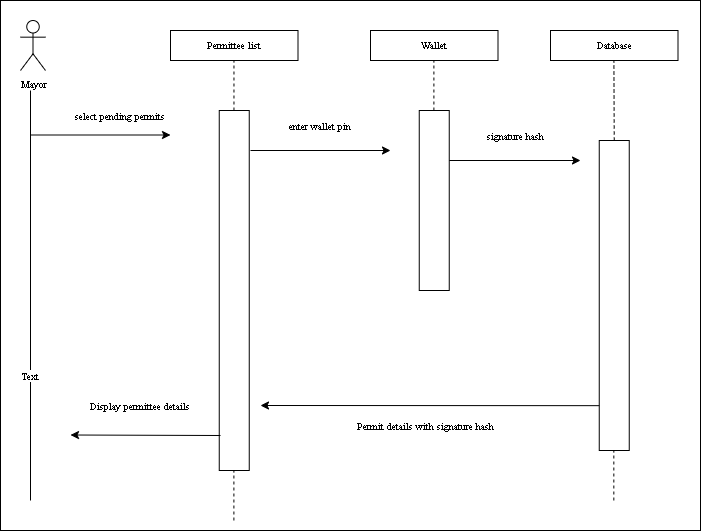 Permittee list
Wallet
Database
Mayor
select pending permits
enter wallet pin
signature hash
Text
Display permittee details
Permit details with signature hash